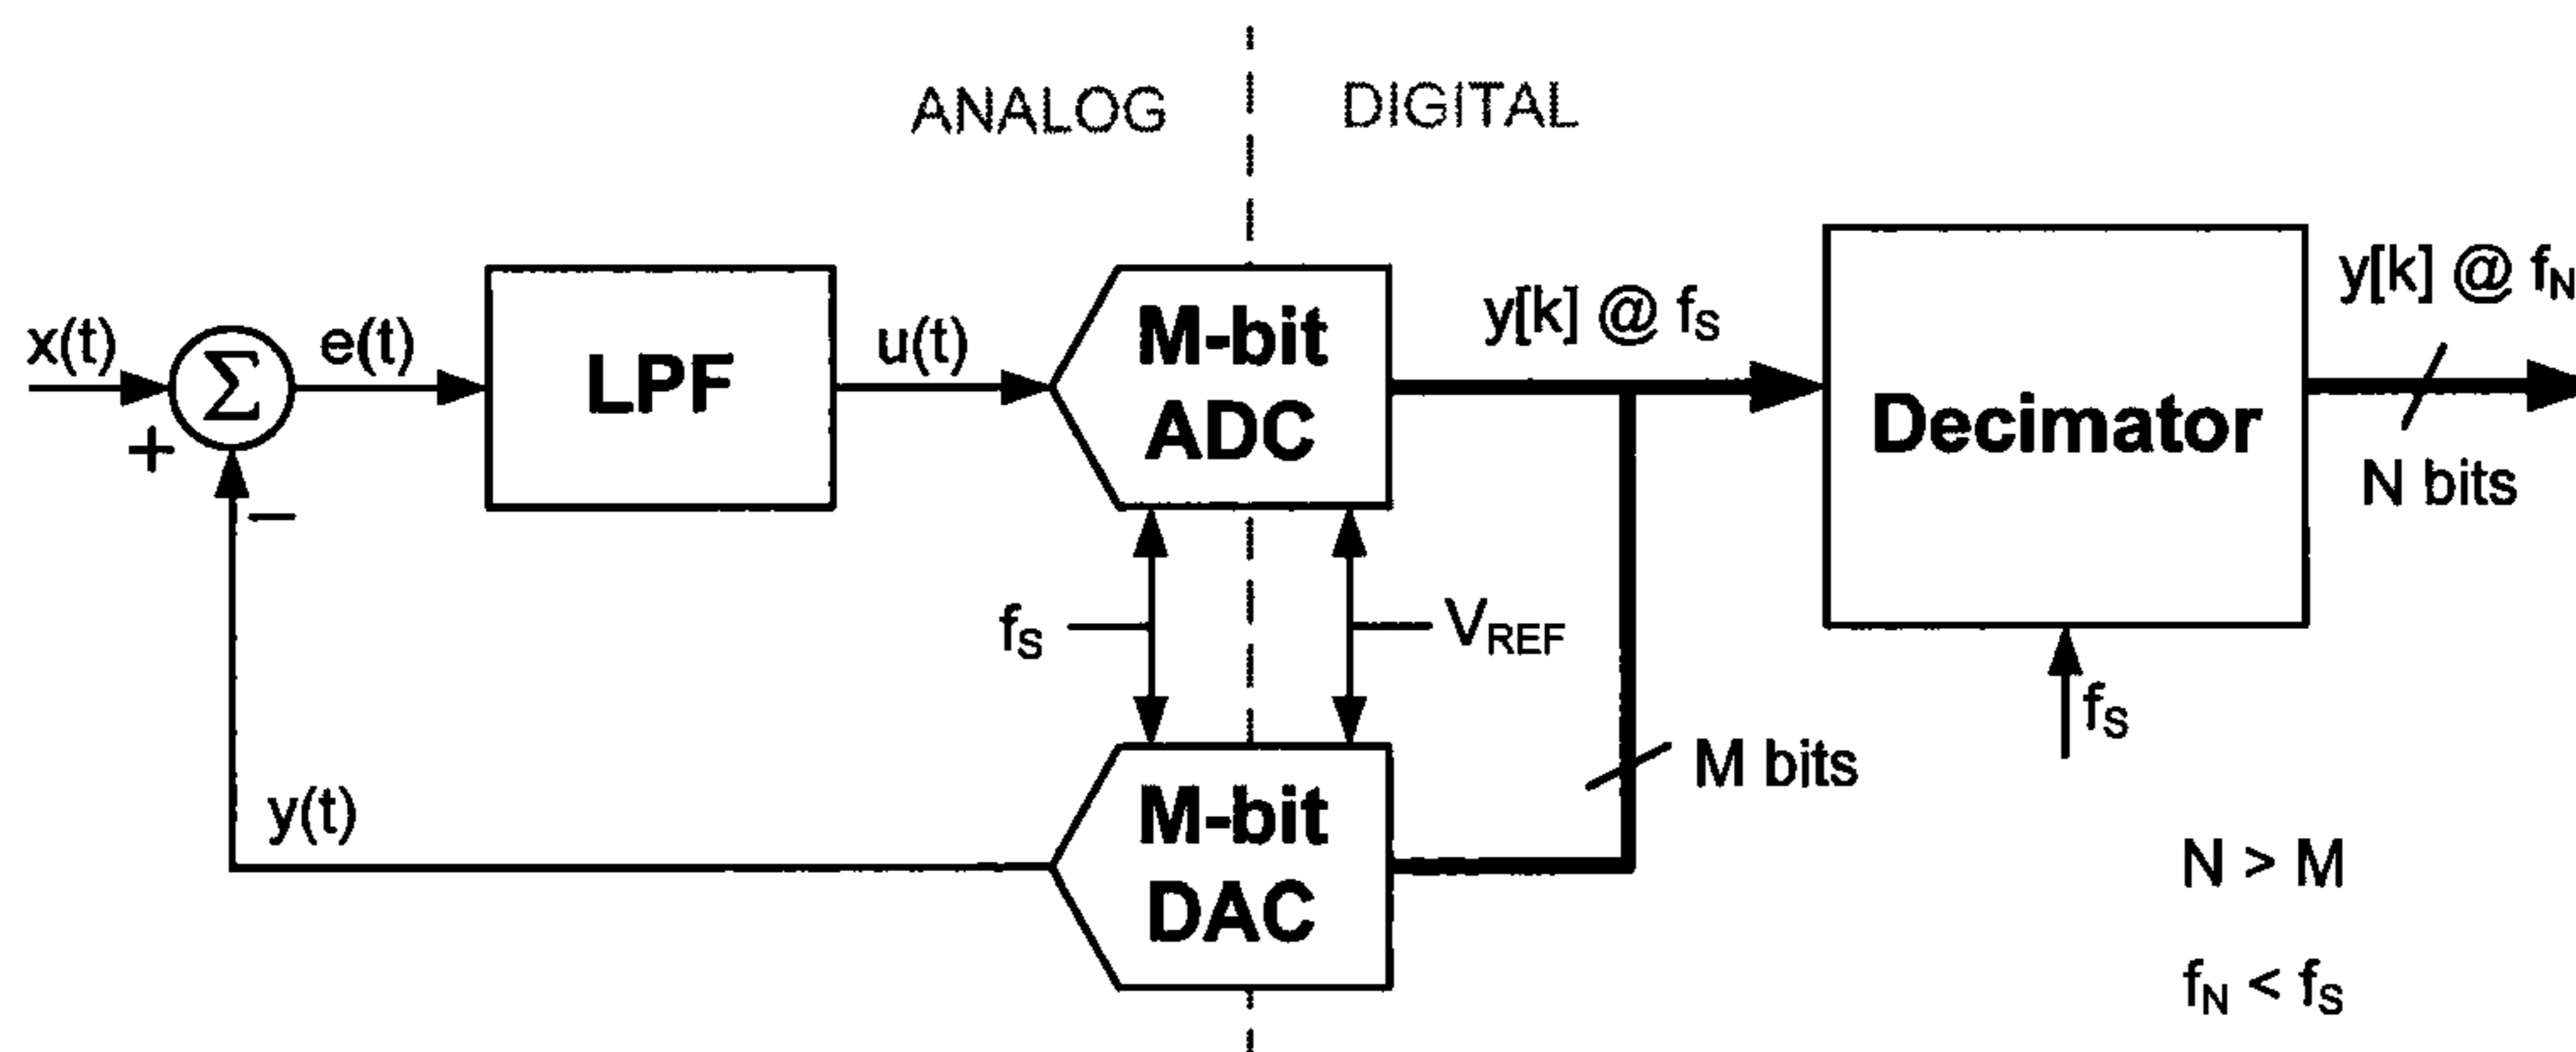 ANALOG
DIGITAL
x(t)
Σ
+
−
e(t)
LPF
u(t)
M-bit
ADC
y[k] @ fS
Decimator
y[k] @ fN
N bits
fS
VREF
fS
M bits
y(t)
M-bit
DAC
N > M
fN < fS